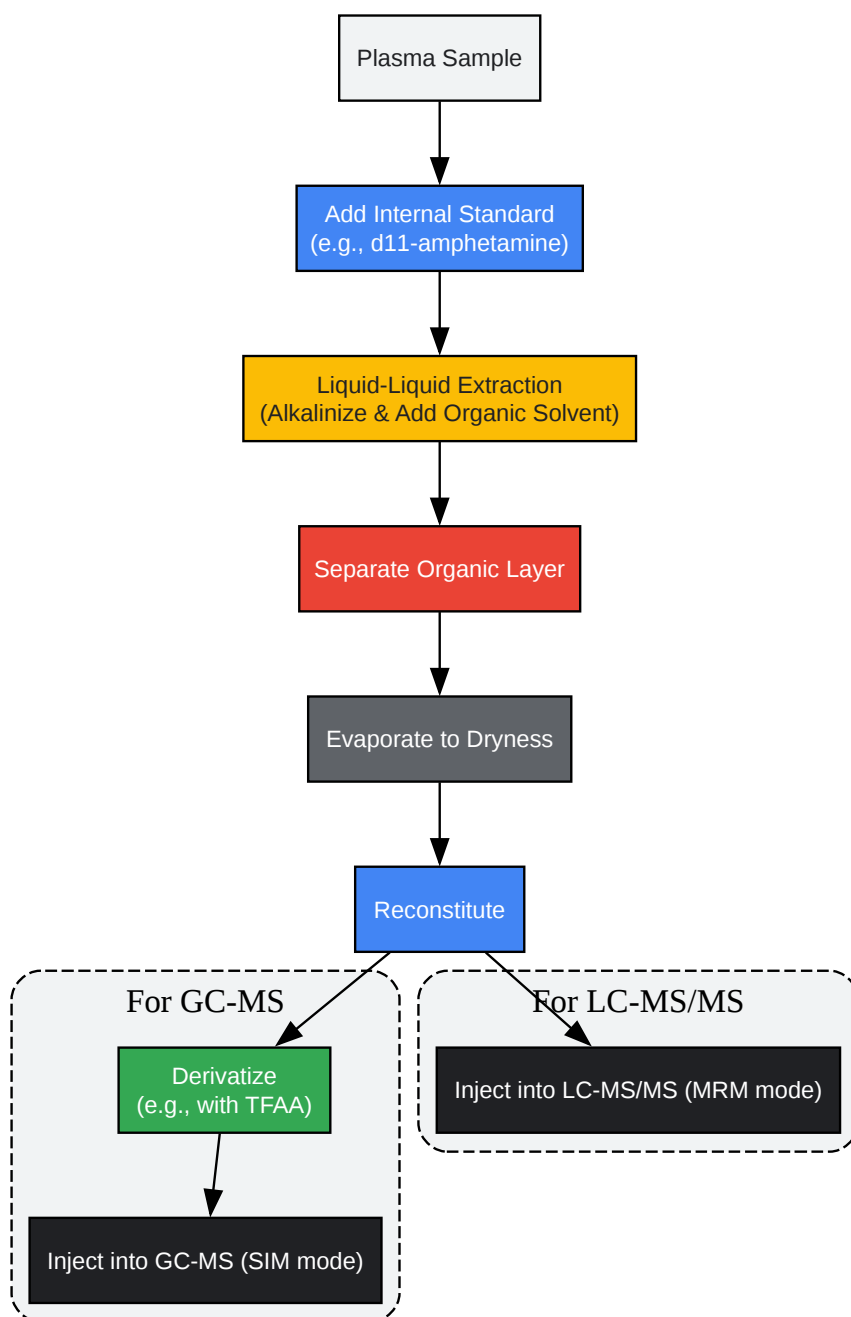 Plasma Sample
Add Internal Standard
(e.g., d11-amphetamine)
Liquid-Liquid Extraction
(Alkalinize & Add Organic Solvent)
Separate Organic Layer
Evaporate to Dryness
Reconstitute
For GC-MS
For LC-MS/MS
Derivatize
(e.g., with TFAA)
Inject into LC-MS/MS (MRM mode)
Inject into GC-MS (SIM mode)